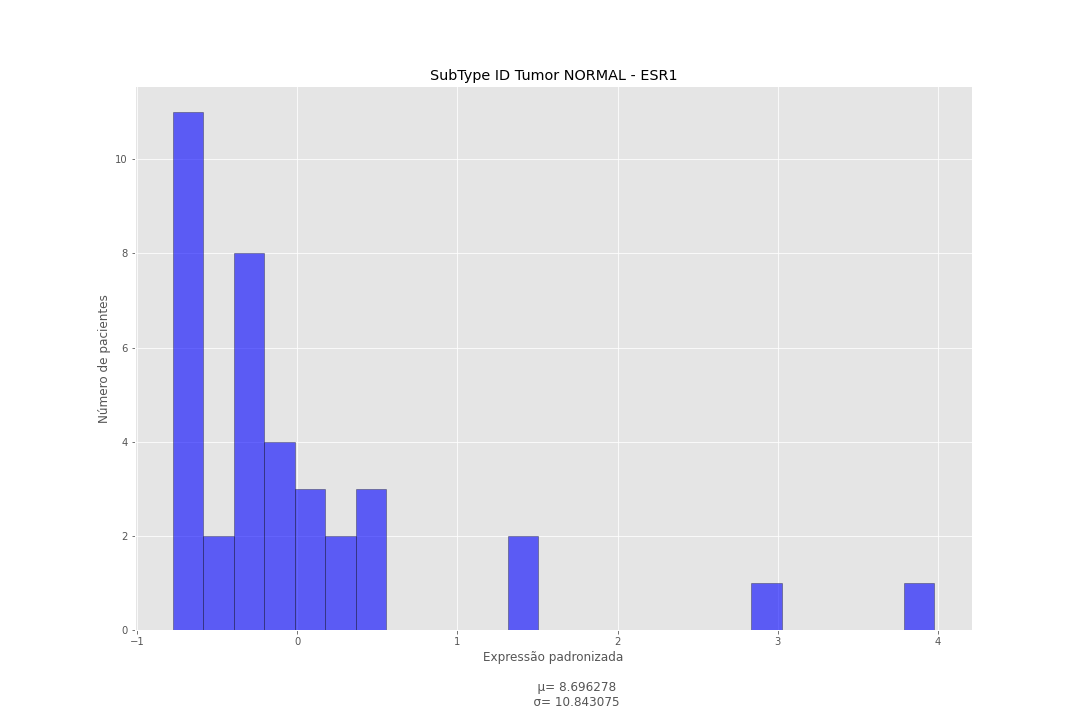 SubType ID Tumor NORMAL - ESR1
10
8
6
4
2
0
Número de pacientes
−1 0 1 2 3 4
Expressão padronizada
μ= 8.696278
σ= 10.843075